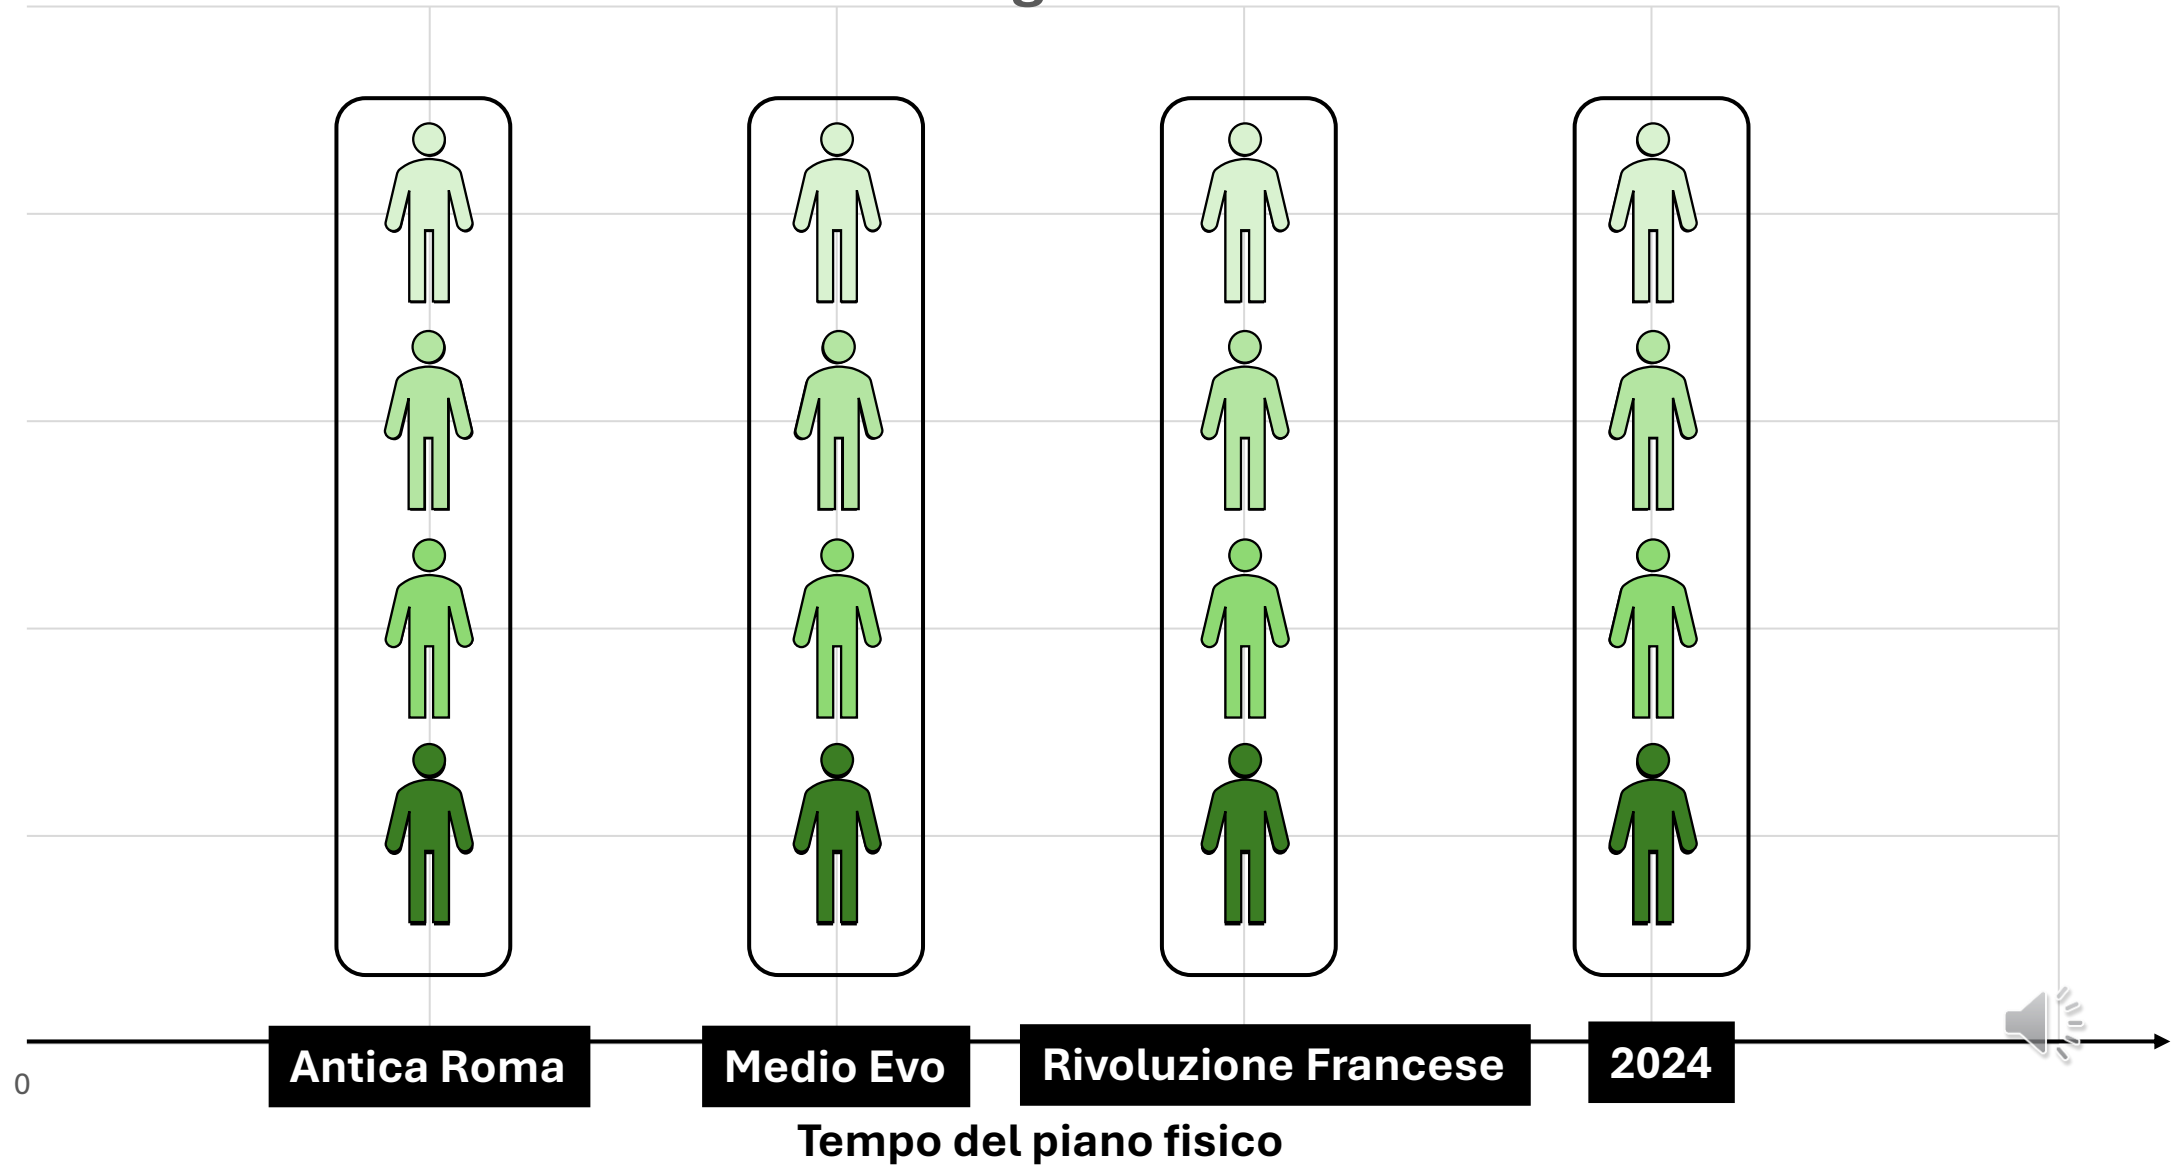 0
Antica Roma
Medio Evo
Rivoluzione Francese
2024
Tempo del piano fisico